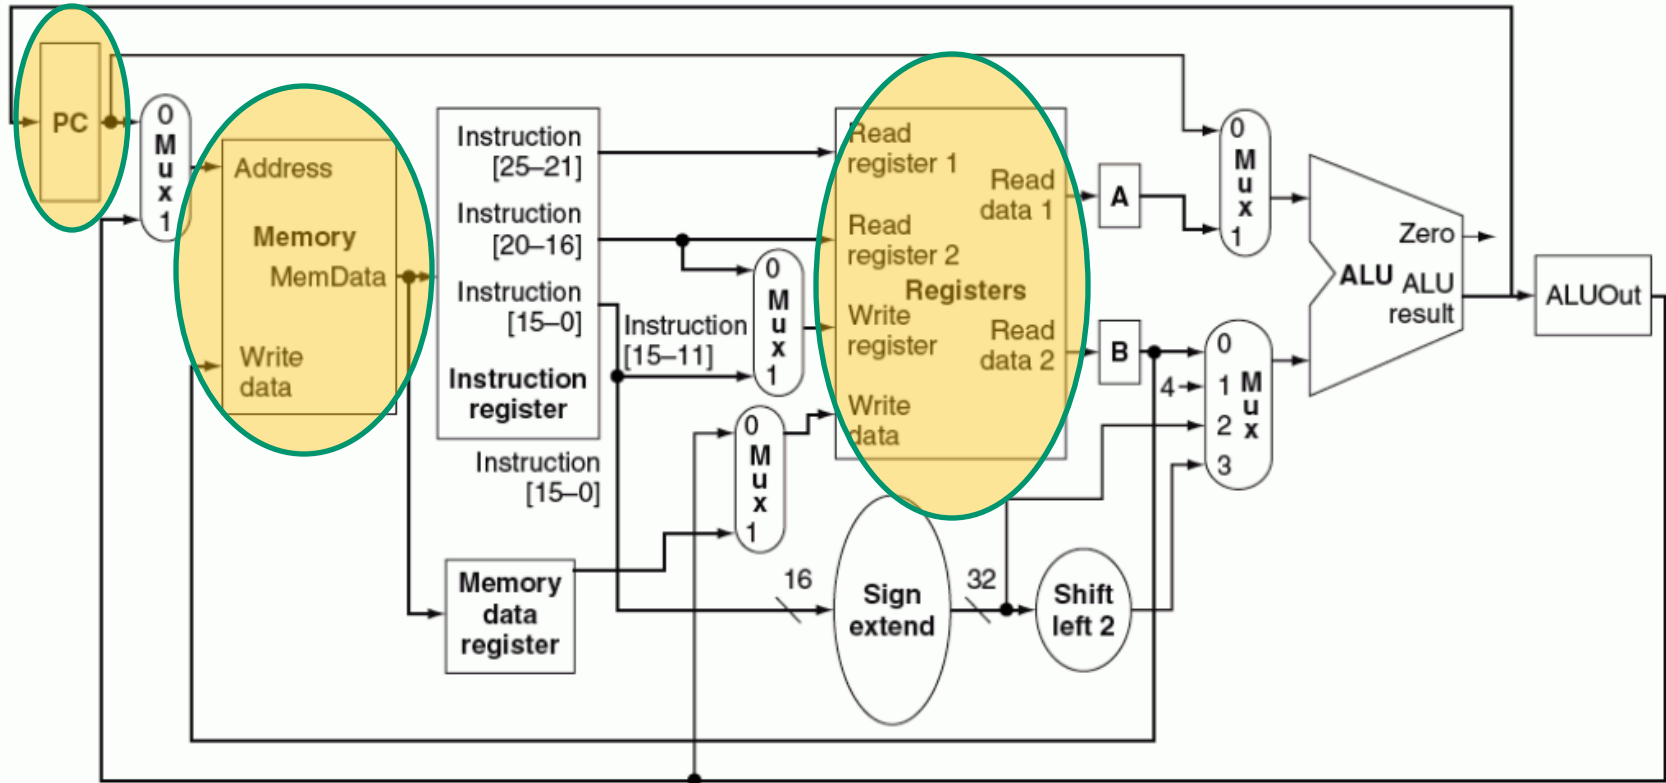 PC
0
M
u
x
1
Address
Memory
MemData
Write
data
Instruction
[25–21]
Instruction
[20–16]
Instruction
[15–0]
Instruction
register
Instruction
[15–0]
Instruction
[15–11]
0
M
u
x
1
0
M
u
x
1
Memory
data
register
Read
register 1
Read
register 2
Registers
Write
register
Write
data
Read
data 1
Read
data 2
16
Sign
extend
32
Shift
left 2
A
B
4
0
M
u
x
1
0
1
2
3
M
u
x
Zero
ALU
ALU
result
ALUOut